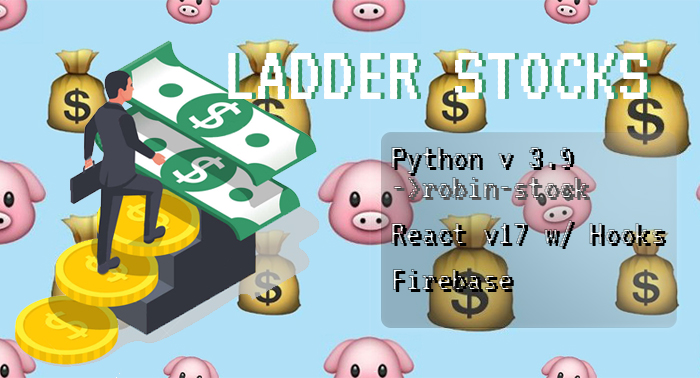 LADDER STOCKS
Python v 3.9
->robin-stock
React v17 w/ Hooks
Firebase